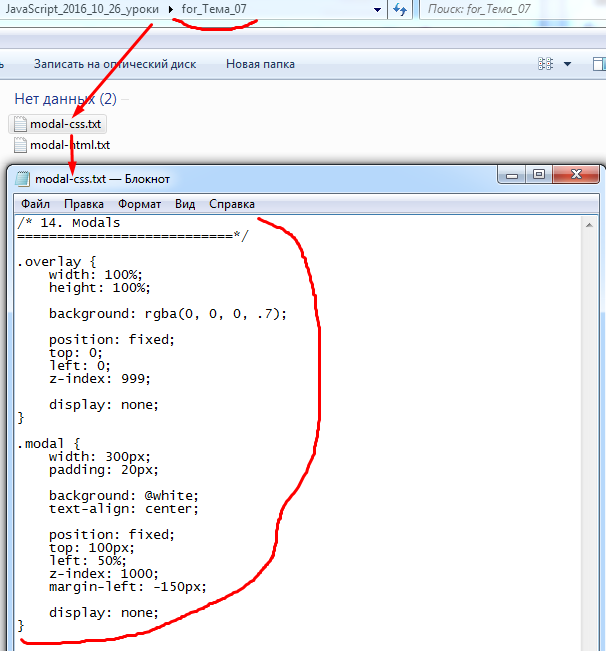 JavaScript_2016_10_26_уроки for_Тема_07 Поиск: for_Тема_07
Записать на оптический диск Новая папка
Нет данных (2)
modal-css.txt
modal-html.txt
modal-css.txt — Блокнот
Файл Правка Формат Вид Справка
/* 14. Modals
===========================*/
.overlay {
width: 100%;
height: 100%;
background: rgba(0, 0, 0, .7);
position: fixed;
top: 0;
left: 0;
z-index: 999;
display: none;
}
.modal {
width: 300px;
padding: 20px;
background: @white;
text-align: center;
position: fixed;
top: 100px;
left: 50%;
z-index: 1000;
margin-left: -150px;
display: none;
}